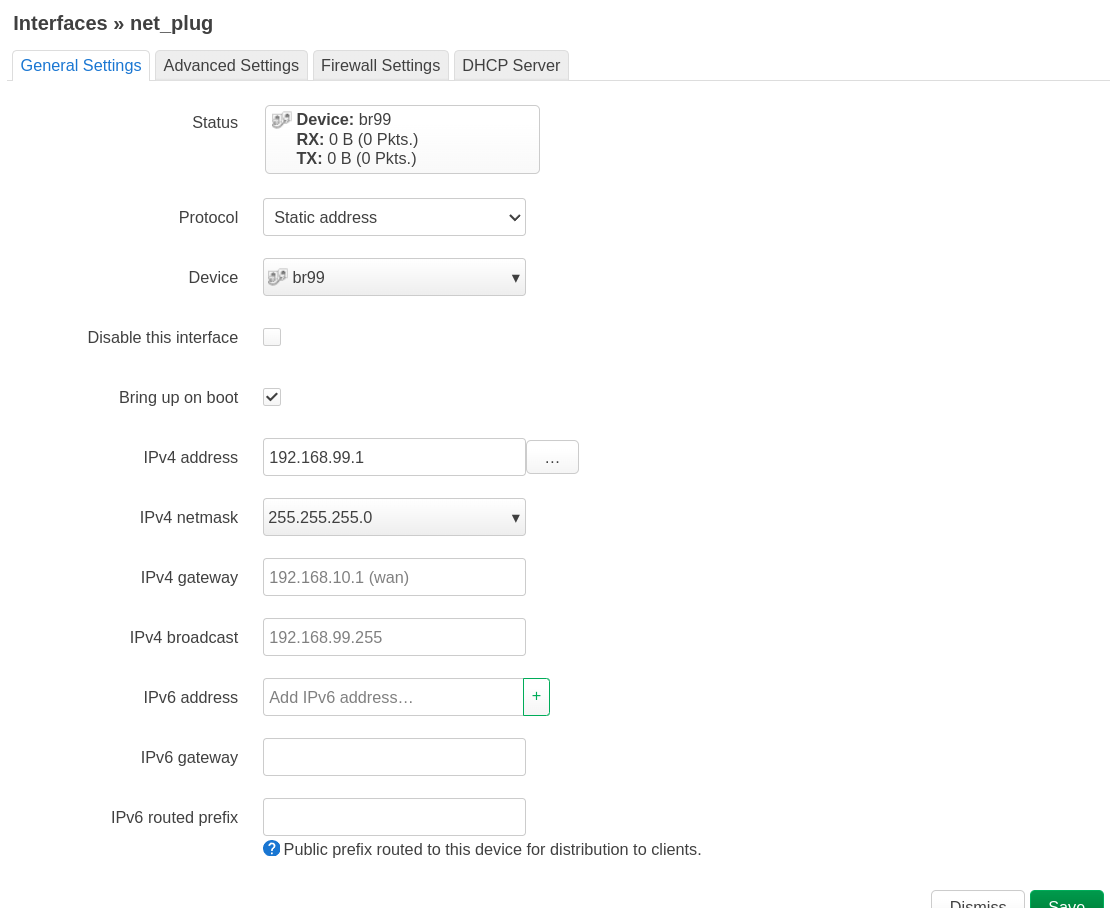 Interfaces » net_plug
General Settings
Advanced Settings
Firewall Settings
DHCP Server
Status
Device: br99
RX: 0 B (0 Pkts.)
TX: 0 B (0 Pkts.)
Protocol
Static address
Device
br99
Disable this interface
Bring up on boot
IPv4 address
192.168.99.1
...
IPv4 netmask
255.255.255.0
IPv4 gateway
192.168.10.1 (wan)
IPv4 broadcast
192.168.99.255
IPv6 address
Add IPv6 address…
+
IPv6 gateway
IPv6 routed prefix
? Public prefix routed to this device for distribution to clients.
Dismiss
Save